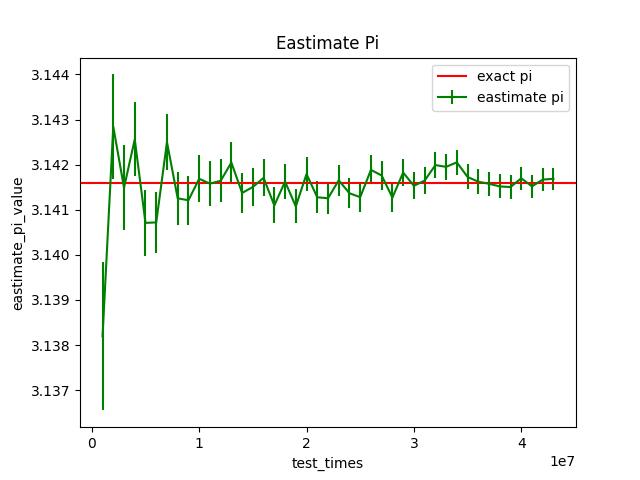 Eastimate Pi
exact pi
eastimate pi
3.144
3.143
3.142
3.141
3.140
3.139
3.138
3.137
eastimate_pi_value
0
1
2
3
4
1e7
test_times